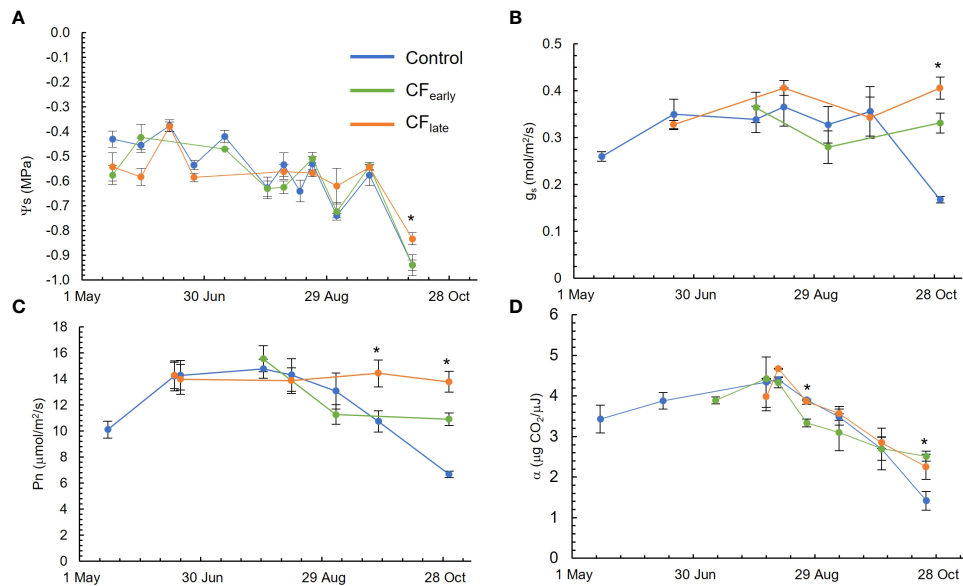 A
0.0
-0.1
-0.2
-0.3
-0.4
-0.5
-0.6
-0.7
-0.8
-0.9
-1.0
Ψs (MPa)
Control
CFearly
CFlate
*
1 May
30 Jun
29 Aug
28 Oct
B
0.5
0.4
0.3
0.2
0.1
0
gs (mol/m²/s)
*
1 May
30 Jun
29 Aug
28 Oct
C
18
16
14
12
10
8
6
4
2
0
Pn (μmol/m²/s)
*
*
1 May
30 Jun
29 Aug
28 Oct
D
6
5
4
3
2
1
0
α (μg CO₂/μJ)
*
*
1 May
30 Jun
29 Aug
28 Oct